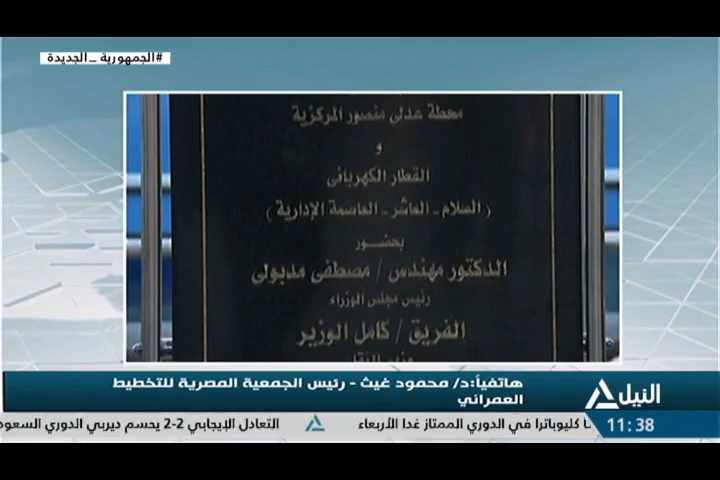 #الجمهورية _الجديدة
محطة عدلى منصور المركزية
و
القطار الكهربائى
( السلام - العاشر - العاصمة الإدارية )
بحضور
الدكتور مهندس / مصطفى مدبولى
رئيس مجلس الوزراء
الفريق / كامل الوزير
هاتفياً:د/ محمود غيث - رئيس الجمعية المصرية للتخطيط
العمراني
النيل
11:38
كليوباترا في الدوري الممتاز غدا الأربعاء
التعادل الإيجابي 2-2 يحسم ديربي الدوري